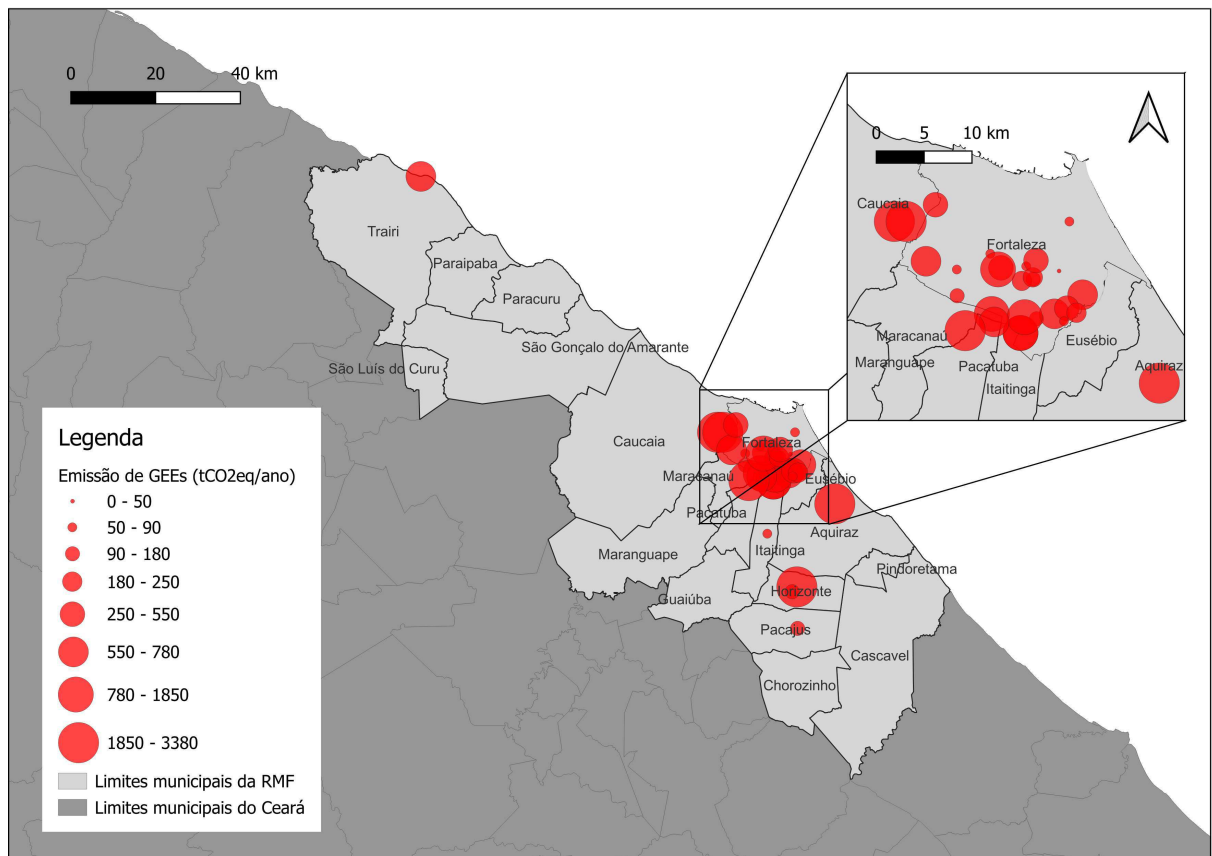 0 20 40 km
0 5 10 km
Caucaia
Fortaleza
Maracanaú
Maranguape
Pacatuba
Itaitinga
Eusébio
Aquiraz
Trairi
Paraipaba
Paracuru
São Gonçalo do Amarante
São Luís do Curu
Caucaia
Fortaleza
Maracanaú
Eusébio
Pacatuba
Aquiraz
Maranguape
Itaitinga
Pindoretama
Guaiúba
Horizonte
Pacajus
Cascavel
Chorozinho
Legenda
Emissão de GEEs (tCO2eq/ano)
0 - 50
50 - 90
90 - 180
180 - 250
250 - 550
550 - 780
780 - 1850
1850 - 3380
Limites municipais da RMF
Limites municipais do Ceará